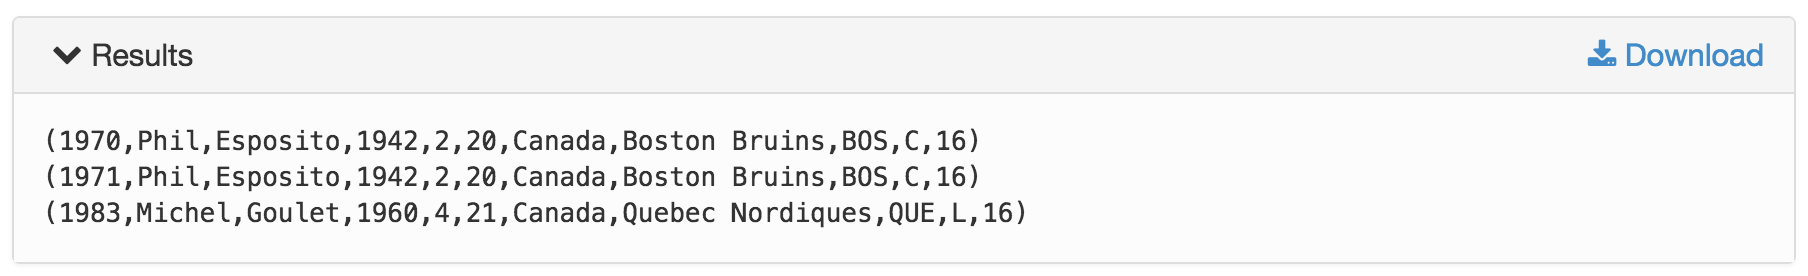 Results
Download
(1970,Phil,Esposito,1942,2,20,Canada,Boston Bruins,BOS,C,16)
(1971,Phil,Esposito,1942,2,20,Canada,Boston Bruins,BOS,C,16)
(1983,Michel,Goulet,1960,4,21,Canada,Quebec Nordiques,QUE,L,16)